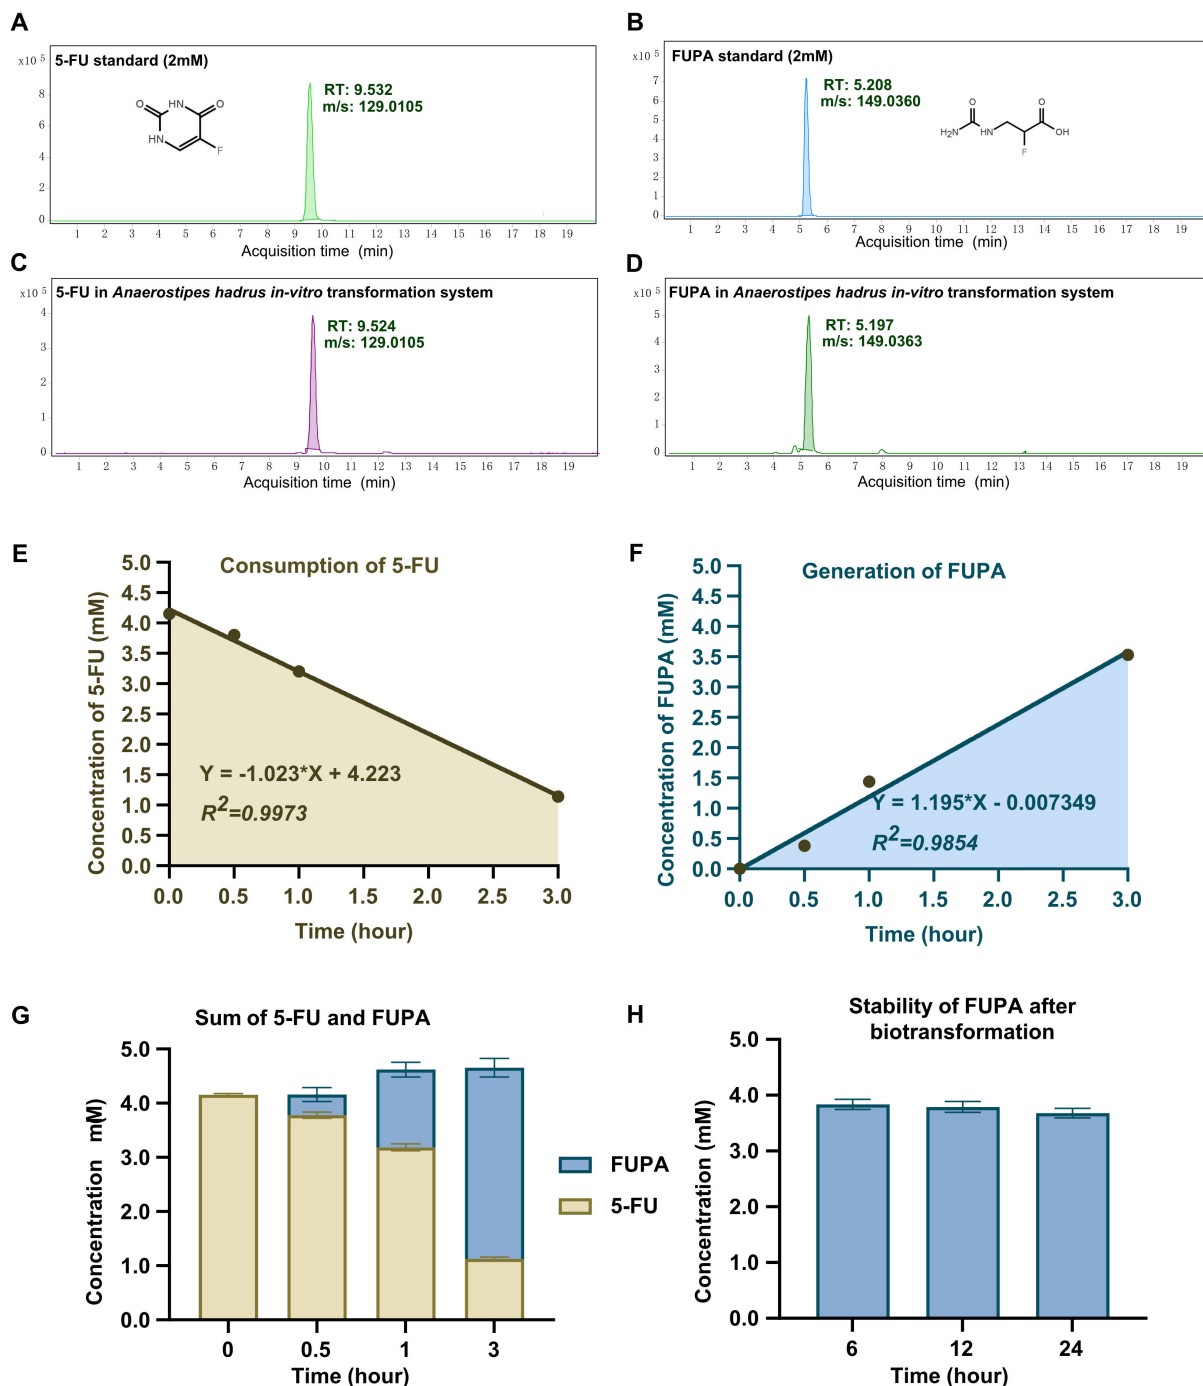 A
×10 5
5-FU standard (2mM)
RT: 9.532
m/s: 129.0105
O HN O
HN F
8
6
4
2
0
1 2 3 4 5 6 7 8 9 10 11 12 13 14 15 16 17 18 19
Acquisition time (min)
B
×10 5
FUPA standard (2mM)
RT: 5.208
m/s: 149.0360
O O
H2N NH OH
F
7
6
5
4
3
2
1
0
1 2 3 4 5 6 7 8 9 10 11 12 13 14 15 16 17 18 19
Acquisition time (min)
C
×10 5
5-FU in Anaerostipes hadrus in-vitro transformation system
RT: 9.524
m/s: 129.0105
4
3
2
1
0
1 2 3 4 5 6 7 8 9 10 11 12 13 14 15 16 17 18 19
Acquisition time (min)
D
×10 5
FUPA in Anaerostipes hadrus in-vitro transformation system
RT: 5.197
m/s: 149.0363
5
4
3
2
1
0
1 2 3 4 5 6 7 8 9 10 11 12 13 14 15 16 17 18 19
Acquisition time (min)
E
Consumption of 5-FU
Concentration of 5-FU (mM)
5.0
4.5
4.0
3.5
3.0
2.5
2.0
1.5
1.0
0.5
0.0
Y = -1.023*X + 4.223
R2=0.9973
0.0 0.5 1.0 1.5 2.0 2.5 3.0
Time (hour)
F
Generation of FUPA
Concentration of FUPA (mM)
5.0
4.5
4.0
3.5
3.0
2.5
2.0
1.5
1.0
0.5
0.0
Y = 1.195*X - 0.007349
R2=0.9854
0.0 0.5 1.0 1.5 2.0 2.5 3.0
Time (hour)
G
Sum of 5-FU and FUPA
Concentration mM)
5.0
4.0
3.0
2.0
1.0
0.0
0 0.5 1 3
Time (hour)
FUPA
5-FU
H
Stability of FUPA after
biotransformation
Concentration (mM)
5.0
4.0
3.0
2.0
1.0
0.0
6 12 24
Time (hour)